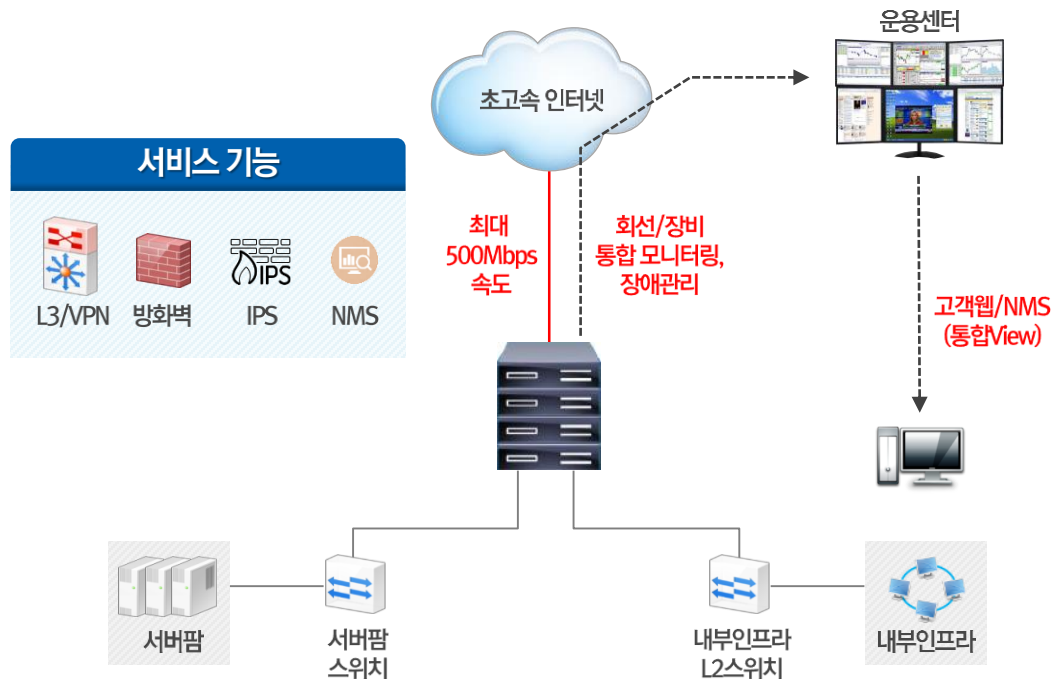 운용센터
초고속 인터넷
서비스 기능
L3/VPN
방화벽
IPS
IPS
NMS
최대
500Mbps
속도
회선/장비
통합 모니터링,
장애관리
고객웹/NMS
(통합View)
서버팜
서버팜
스위치
내부인프라
L2스위치
내부인프라